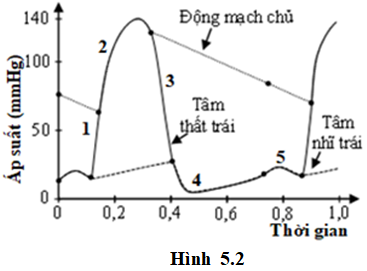 Áp suất (mmHg)
140
100
50
0
0
0,2
0,4
0,6
0,8
1,0
Thời gian
1
2
3
4
5
Động mạch chủ
Tâm
thất trái
Tâm
nhĩ trái
Hình 5.2